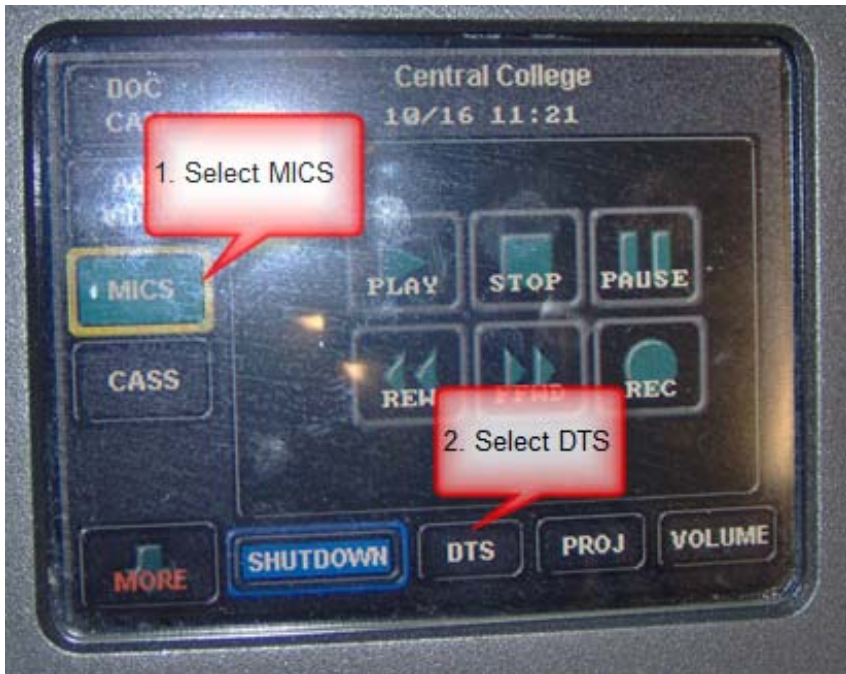 DOC
Central College
10/16 11:21
1. Select MICS
MICS
PLAY
STOP
PAUSE
CASS
REW
REC
2. Select DTS
MORE
SHUTDOWN
DTS
PROJ
VOLUME